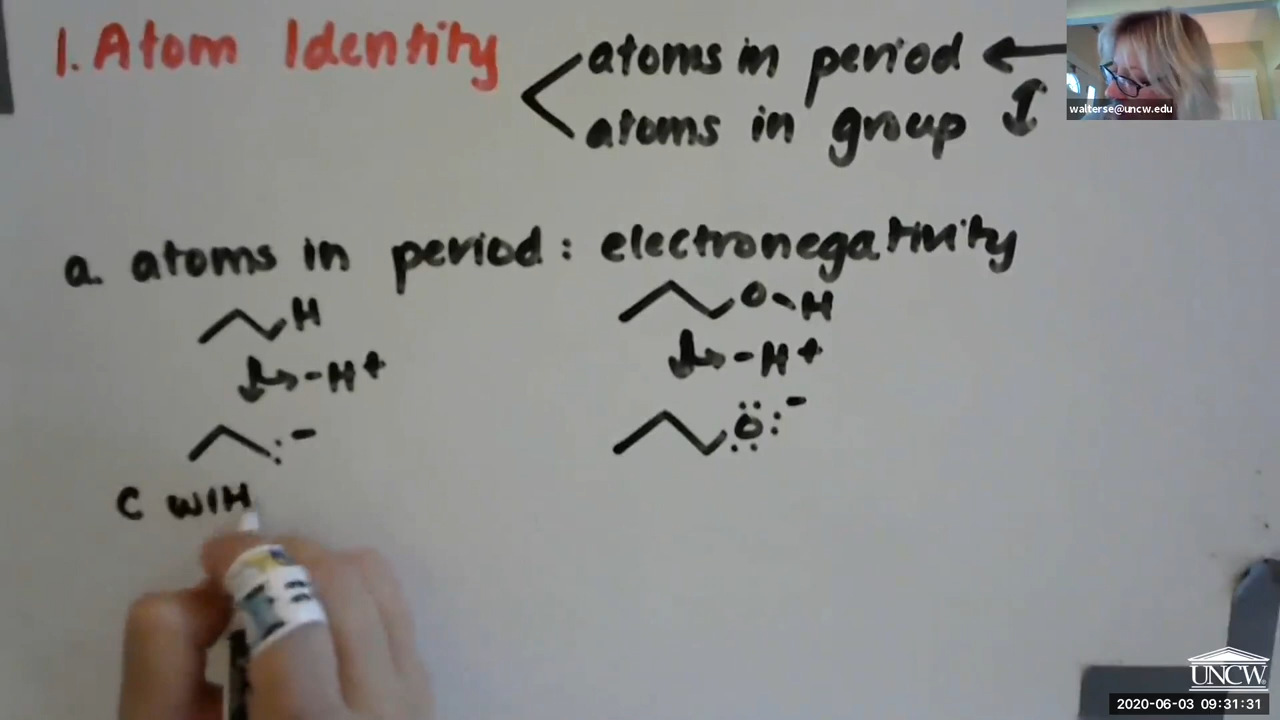 1. Atom Identity
atoms in period
atoms in group
walterse@uncw.edu
a. atoms in period : electronegativity
H
O-H
-H+
-H+
:-
:Ö:-
C w/H
UNCW
2020-06-03 09:31:31